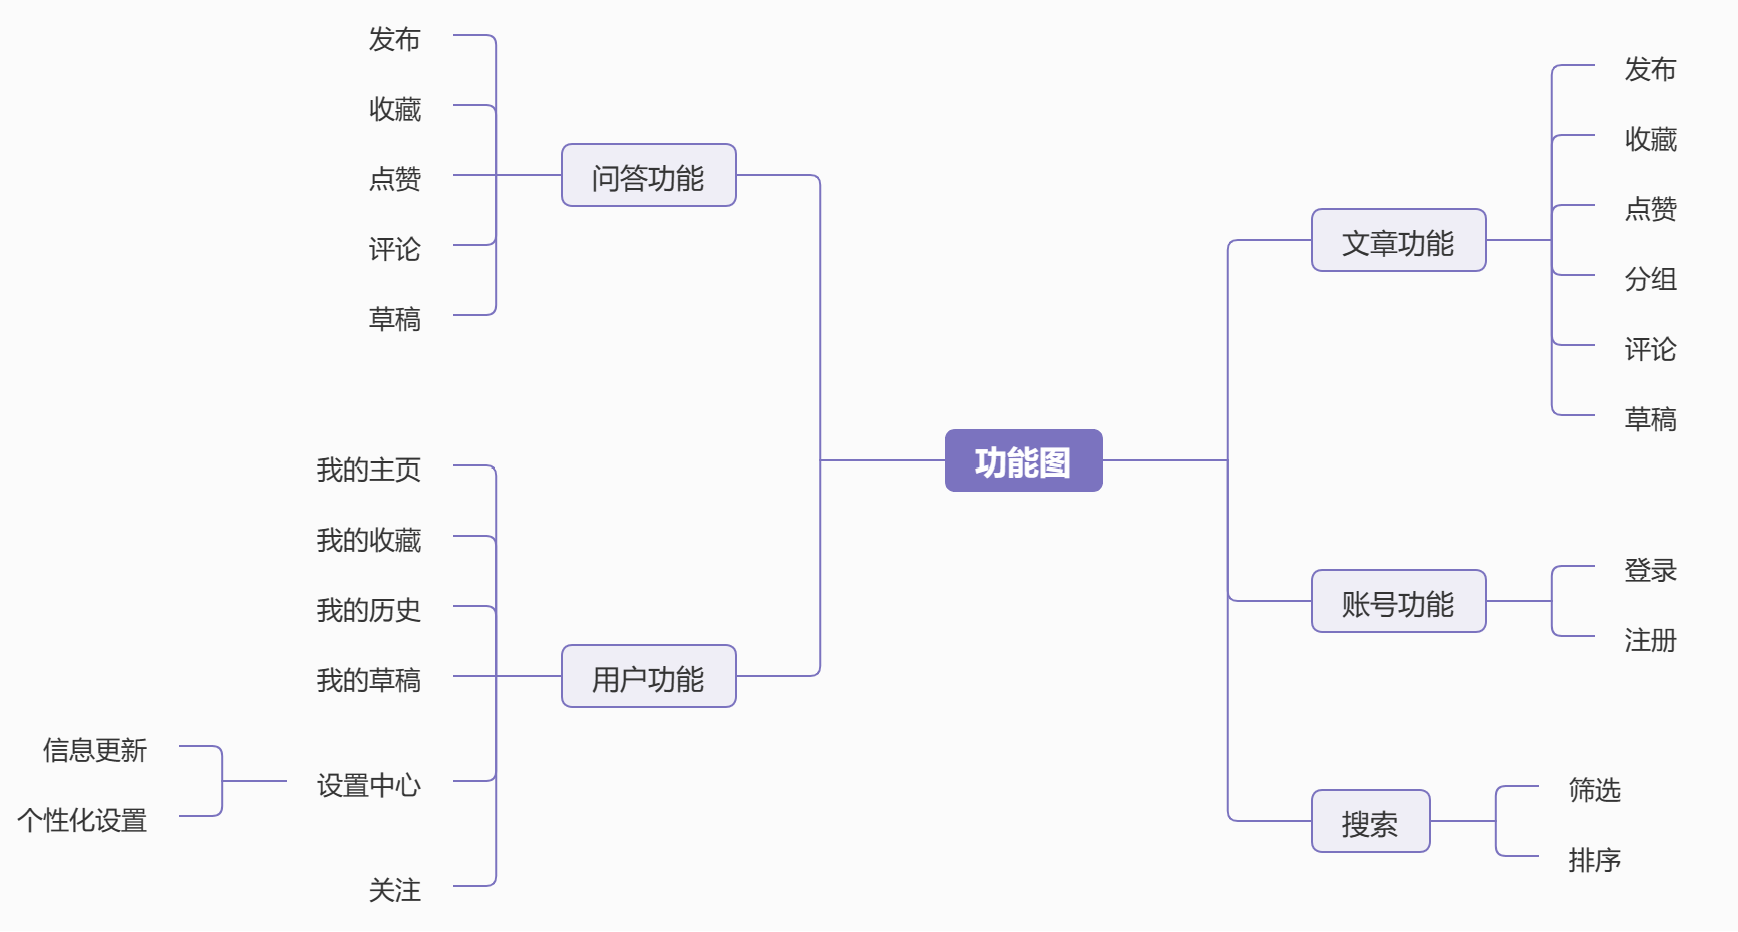 功能图
问答功能
发布
收藏
点赞
评论
草稿
用户功能
我的主页
我的收藏
我的历史
我的草稿
设置中心
信息更新
个性化设置
关注
文章功能
发布
收藏
点赞
分组
评论
草稿
账号功能
登录
注册
搜索
筛选
排序